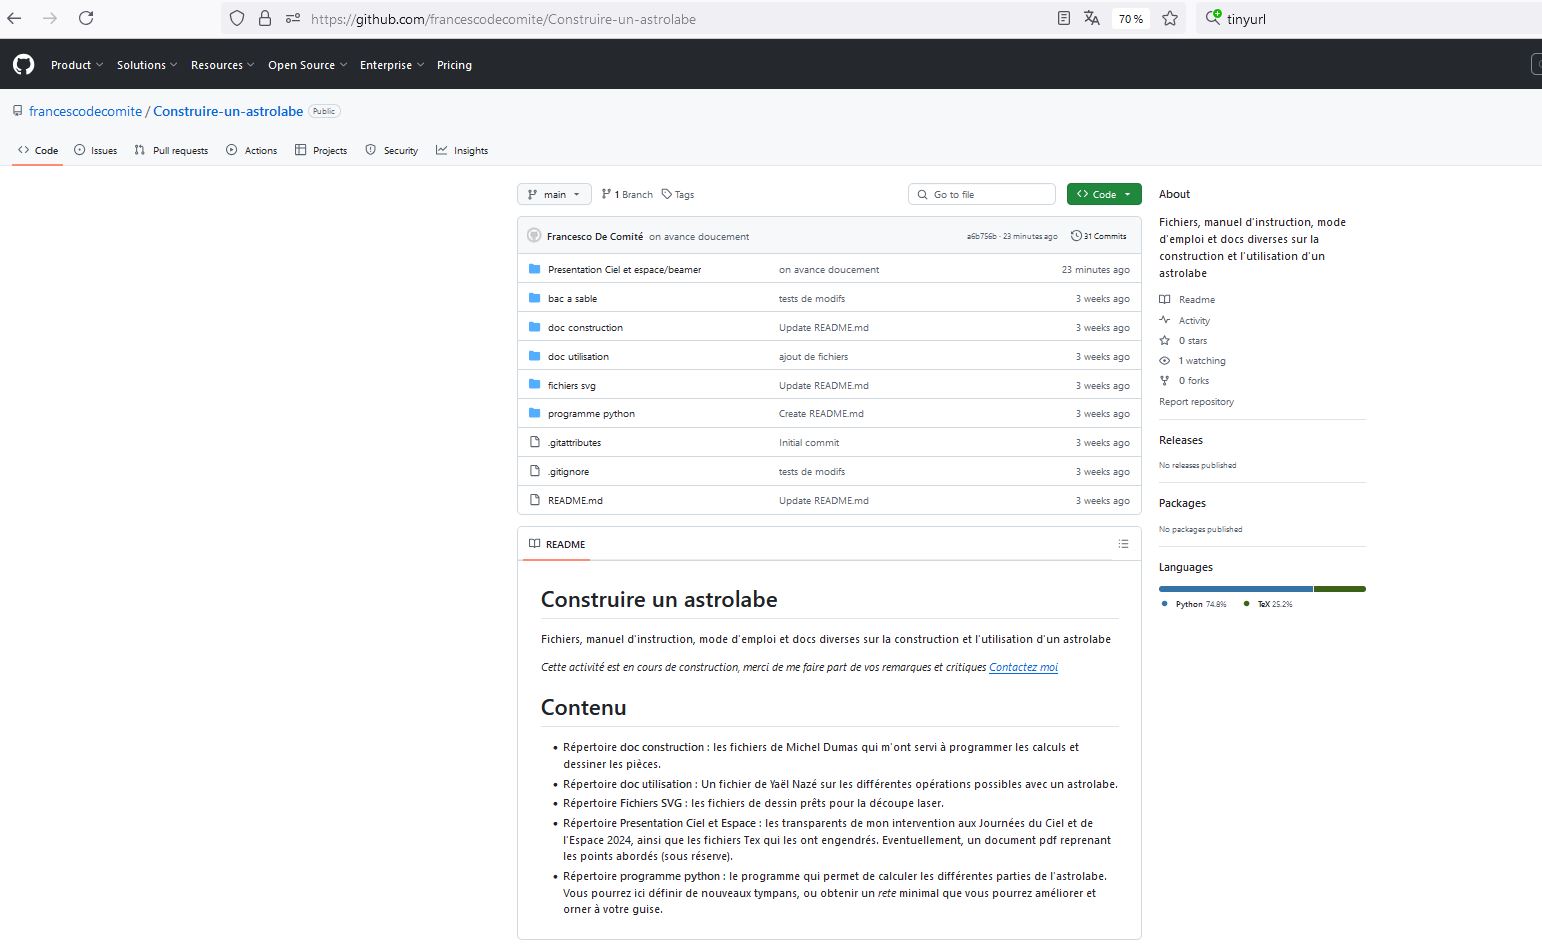 https://github.com/francescodecomite/Construire-un-astrolabe
70 %
tinyurl
Product
Solutions
Resources
Open Source
Enterprise
Pricing
francescodecomite / Construire-un-astrolabe Public
Code
Issues
Pull requests
Actions
Projects
Security
Insights
main
1 Branch
Tags
Go to file
Code
Francesco De Comité on avance doucement a6b756b · 23 minutes ago 31 Commits
Presentation Ciel et espace/beamer on avance doucement 23 minutes ago
bac a sable tests de modifs 3 weeks ago
doc construction Update README.md 3 weeks ago
doc utilisation ajout de fichiers 3 weeks ago
fichiers svg Update README.md 3 weeks ago
programme python Create README.md 3 weeks ago
.gitattributes Initial commit 3 weeks ago
.gitignore tests de modifs 3 weeks ago
README.md Update README.md 3 weeks ago
README
Construire un astrolabe
Fichiers, manuel d'instruction, mode d'emploi et docs diverses sur la construction et l'utilisation d'un astrolabe
Cette activité est en cours de construction, merci de me faire part de vos remarques et critiques Contactez moi
Contenu
• Répertoire doc construction : les fichiers de Michel Dumas qui m'ont servi à programmer les calculs et
dessiner les pièces.
• Répertoire doc utilisation : Un fichier de Yaël Nazé sur les différentes opérations possibles avec un astrolabe.
• Répertoire Fichiers SVG : les fichiers de dessin prêts pour la découpe laser.
• Répertoire Presentation Ciel et Espace : les transparents de mon intervention aux Journées du Ciel et de
l'Espace 2024, ainsi que les fichiers Tex qui les ont engendrés. Eventuellement, un document pdf reprenant
les points abordés (sous réserve).
• Répertoire programme python : le programme qui permet de calculer les différentes parties de l'astrolabe.
Vous pourrez ici définir de nouveaux tympans, ou obtenir un rete minimal que vous pourrez améliorer et
orner à votre guise.
About
Fichiers, manuel d'instruction, mode
d'emploi et docs diverses sur la
construction et l'utilisation d'un
astrolabe
Readme
Activity
0 stars
1 watching
0 forks
Report repository
Releases
No releases published
Packages
No packages published
Languages
Python 74.8%
TeX 25.2%